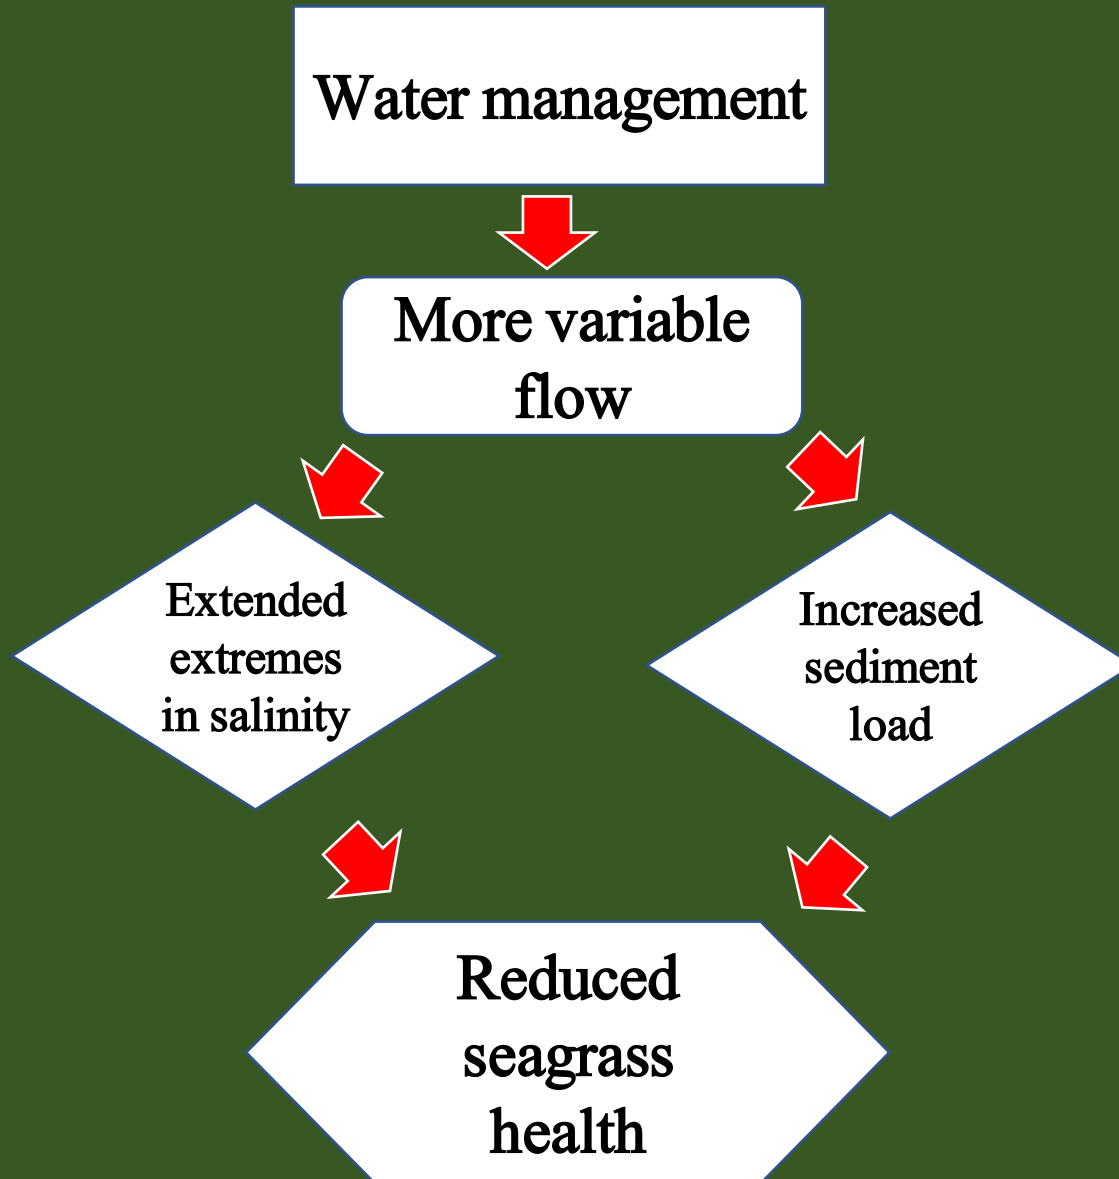 Water management
More variable
flow
Extended
extremes
in salinity
Increased
sediment
load
Reduced
seagrass
health